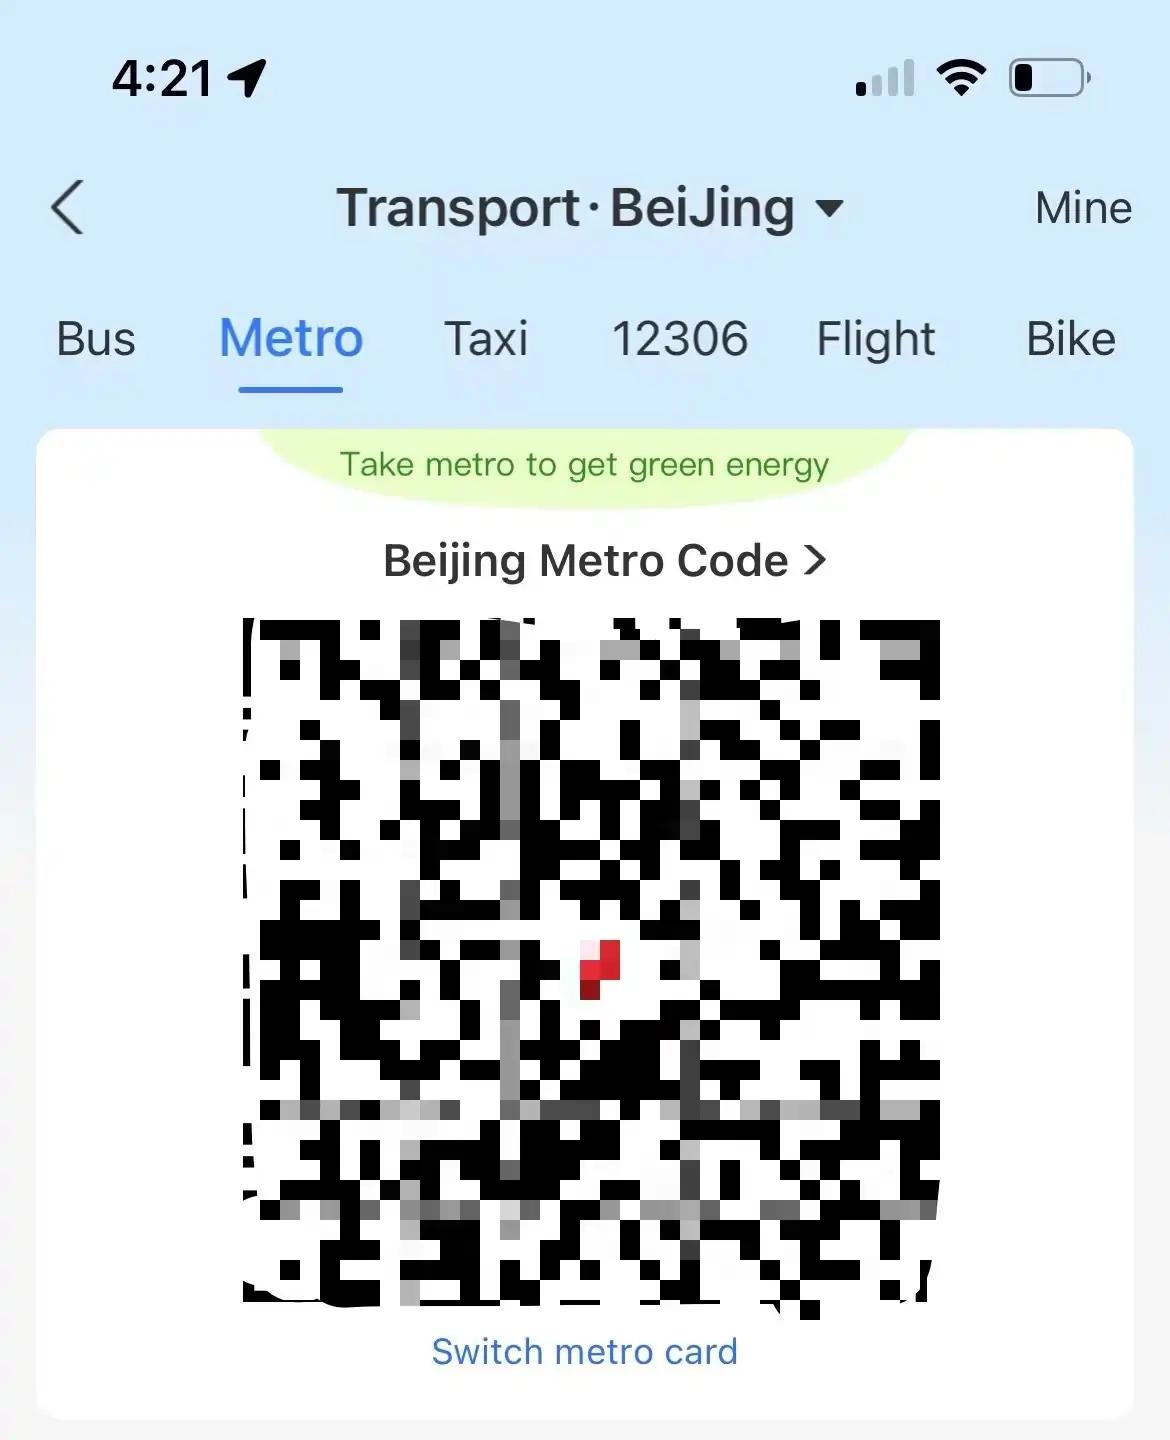 4:21
Transport·BeiJing
Mine
Bus Metro Taxi 12306 Flight Bike
Take metro to get green energy
Beijing Metro Code >
Switch metro card